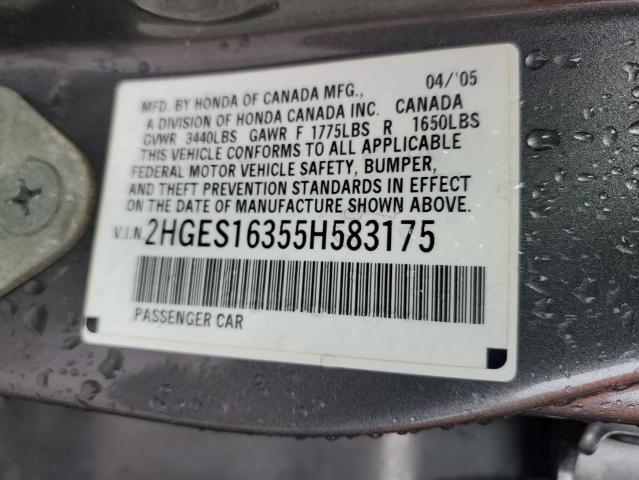 04/'05
MFD. BY HONDA OF CANADA MFG.,
A DIVISION OF HONDA CANADA INC. CANADA
GVWR 3440LBS GAWR F 1775LBS R 1650LBS
THIS VEHICLE CONFORMS TO ALL APPLICABLE
FEDERAL MOTOR VEHICLE SAFETY, BUMPER,
AND THEFT PREVENTION STANDARDS IN EFFECT
ON THE DATE OF MANUFACTURE SHOWN ABOVE.
V.I.N. 2HGES16355H583175
PASSENGER CAR